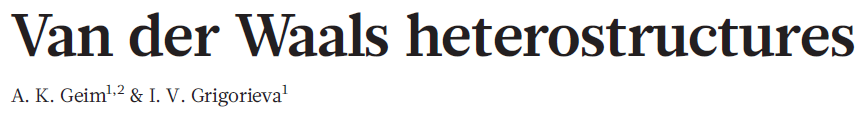 Van der Waals heterostructures
A. K. Geim1,2 & I. V. Grigorieva1